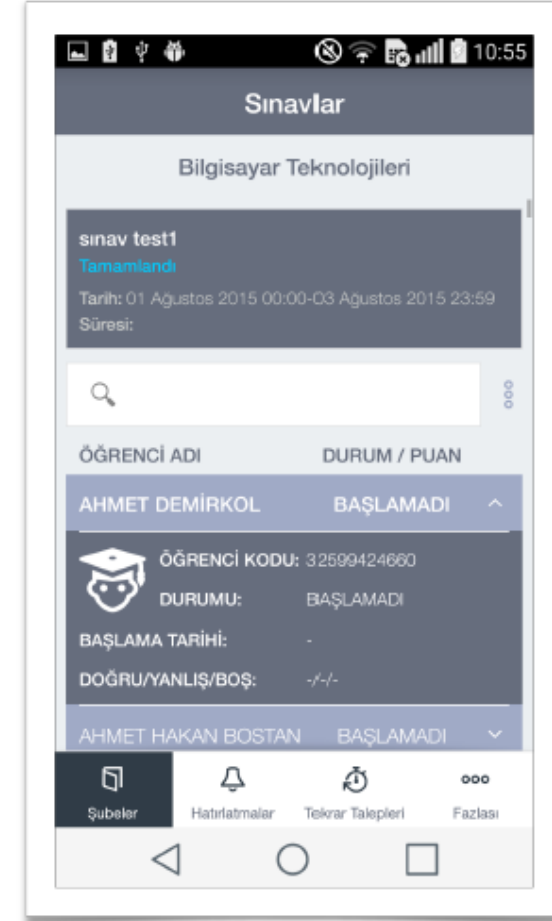 10:55
Sınavlar
Bilgisayar Teknolojileri
sınav test1
Tamamlandı
Tarih: 01 Ağustos 2015 00:00-03 Ağustos 2015 23:59
Süresi:
ÖĞRENCİ ADI DURUM / PUAN
AHMET DEMİRKOL BAŞLAMADI
ÖĞRENCİ KODU: 32599424660
DURUMU: BAŞLAMADI
BAŞLAMA TARİHİ: -
DOĞRU/YANLIŞ/BOŞ: -/-/-
AHMET HAKAN BOSTAN BAŞLAMADI
Şubeler Hatırlatmalar Tekrar Talepleri Fazlası